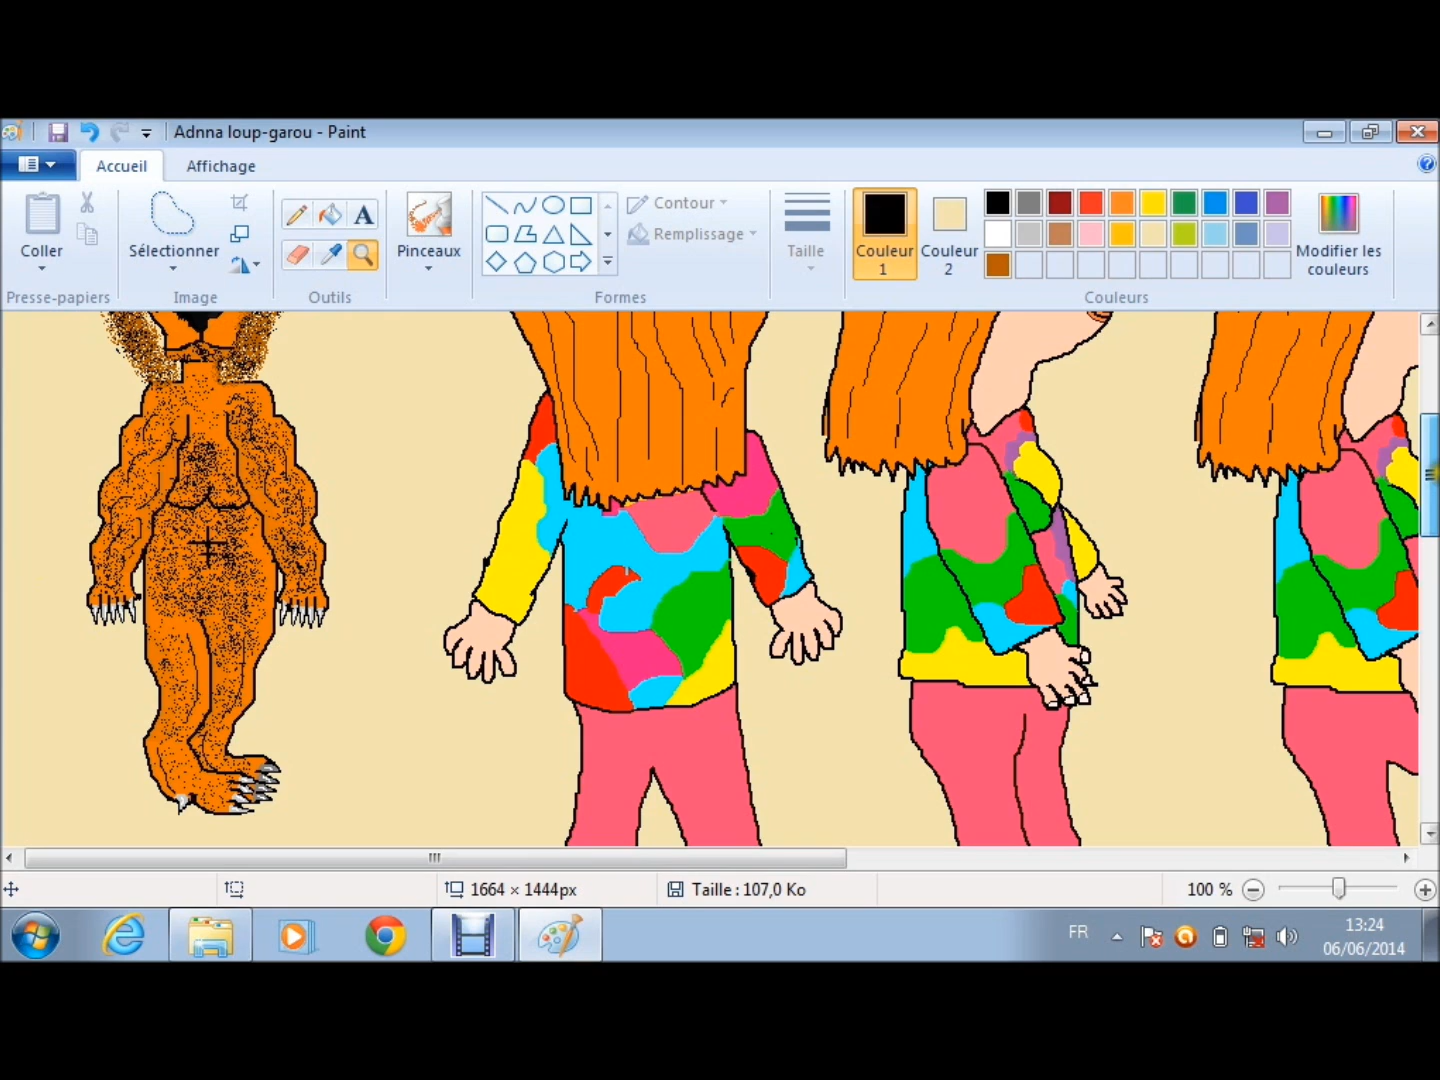 Adnna loup-garou - Paint
Accueil
Affichage
Coller
Sélectionner
A
Pinceaux
Contour
Remplissage
Taille
Couleur
1
Couleur
2
Modifier les
couleurs
Presse-papiers
Image
Outils
Formes
Couleurs
1664 × 1444px
Taille : 107,0 Ko
100 %
FR
13:24
06/06/2014